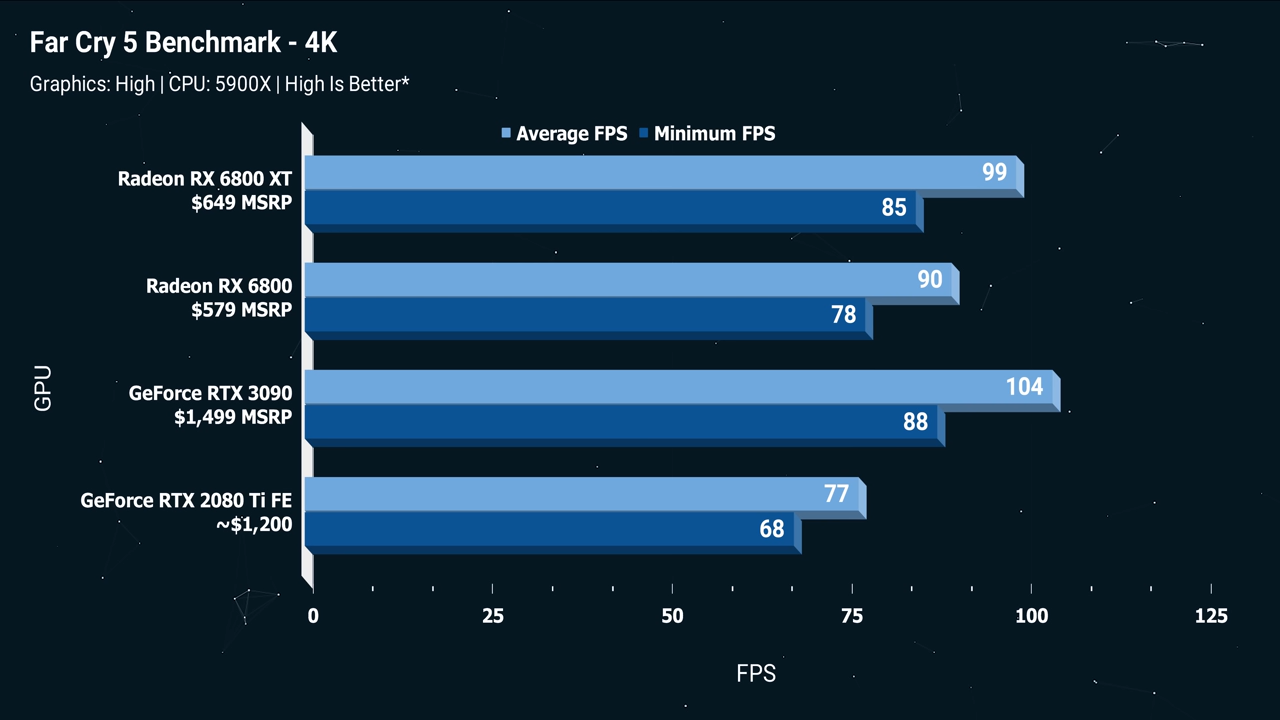 Far Cry 5 Benchmark - 4K
Graphics: High | CPU: 5900X | High Is Better*
Average FPS Minimum FPS
Radeon RX 6800 XT
$649 MSRP
99
85
Radeon RX 6800
$579 MSRP
90
78
GeForce RTX 3090
$1,499 MSRP
104
88
GeForce RTX 2080 Ti FE
~$1,200
77
68
GPU
0 25 50 75 100 125
FPS